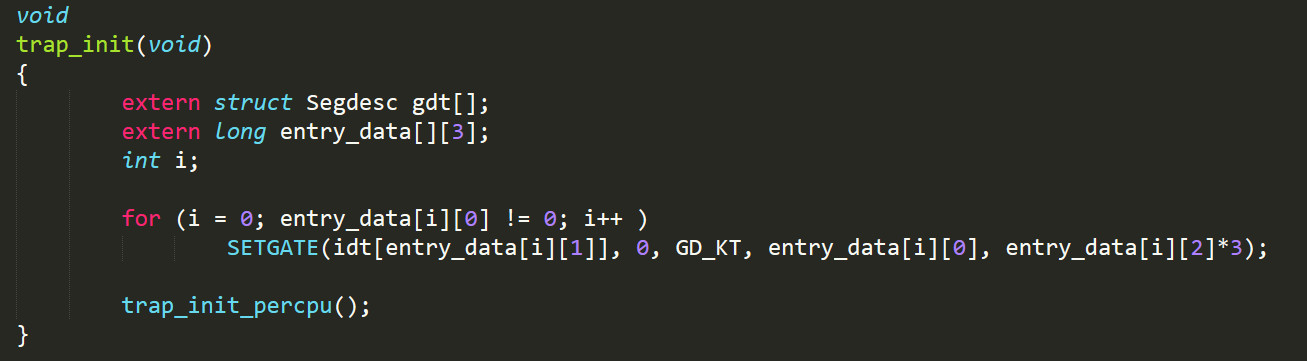 void
trap_init(void)
{
        extern struct Segdesc gdt[];
        extern long entry_data[][3];
        int i;

        for (i = 0; entry_data[i][0] != 0; i++ )
                SETGATE(idt[entry_data[i][1]], 0, GD_KT, entry_data[i][0], entry_data[i][2]*3);

        trap_init_percpu();
}